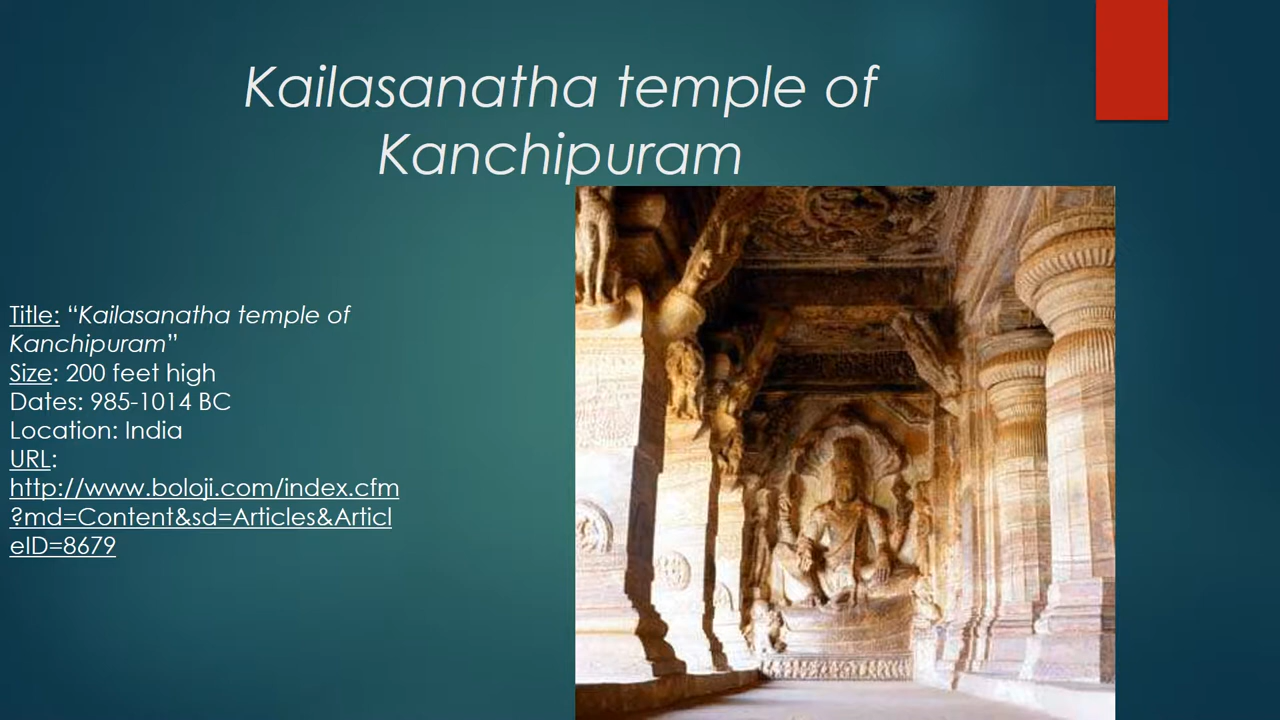 Kailasanatha temple of
Kanchipuram
Title: “Kailasanatha temple of
Kanchipuram”
Size: 200 feet high
Dates: 985-1014 BC
Location: India
URL:
http://www.boloji.com/index.cfm
?md=Content&sd=Articles&Articl
eID=8679